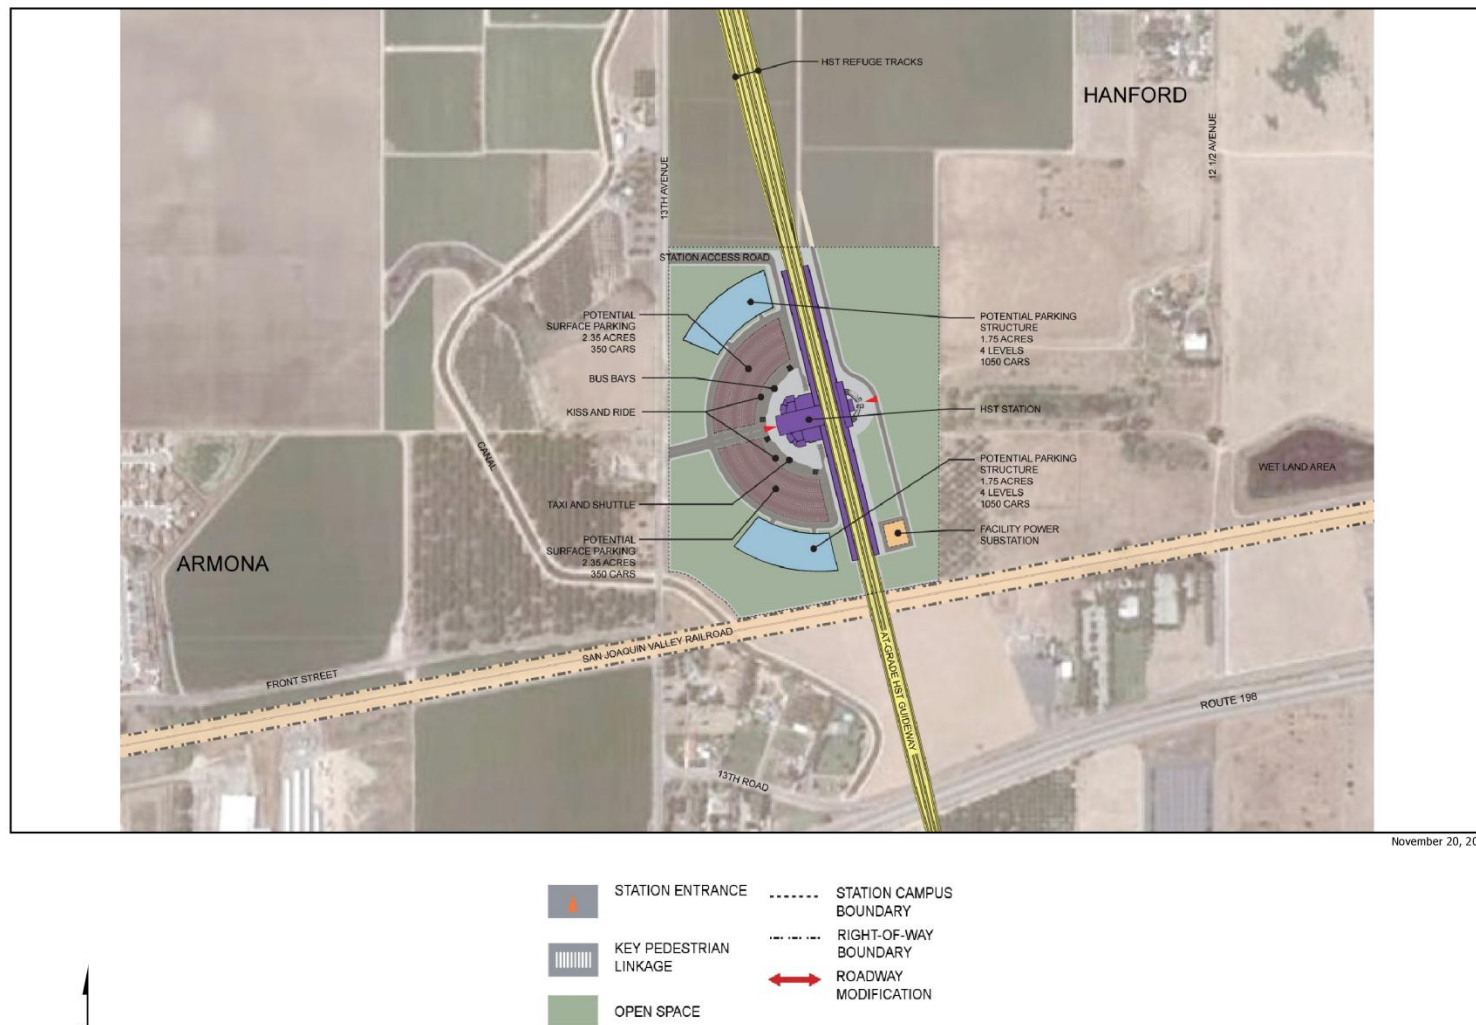 HST REFUGE TRACKS
HANFORD
12 1/2 AVENUE
13TH AVENUE
STATION ACCESS ROAD
POTENTIAL
SURFACE PARKING
2.35 ACRES
350 CARS
POTENTIAL PARKING
STRUCTURE
1.75 ACRES
4 LEVELS
1050 CARS
BUS BAYS
KISS AND RIDE
HST STATION
CANAL
POTENTIAL PARKING
STRUCTURE
1.75 ACRES
4 LEVELS
1050 CARS
WET LAND AREA
TAXI AND SHUTTLE
FACILITY POWER
SUBSTATION
POTENTIAL
SURFACE PARKING
2.35 ACRES
350 CARS
ARMONA
SAN JOAQUIN VALLEY RAILROAD
FRONT STREET
AT-GRADE HST GUIDEWAY
ROUTE 198
13TH ROAD
November 20, 20
STATION ENTRANCE
STATION CAMPUS
BOUNDARY
KEY PEDESTRIAN
LINKAGE
RIGHT-OF-WAY
BOUNDARY
ROADWAY
MODIFICATION
OPEN SPACE